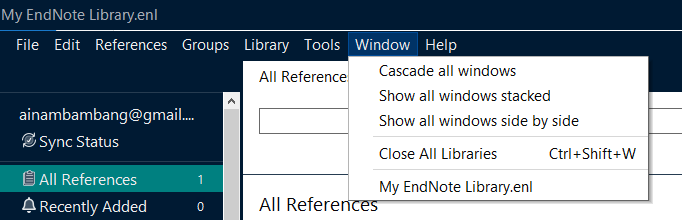 My EndNote Library.enl
File Edit References Groups Library Tools Window Help
All References
Cascade all windows
ainambambang@gmail....
Show all windows stacked
Sync Status
Show all windows side by side
Close All Libraries Ctrl+Shift+W
All References 1
My EndNote Library.enl
Recently Added 0
All References